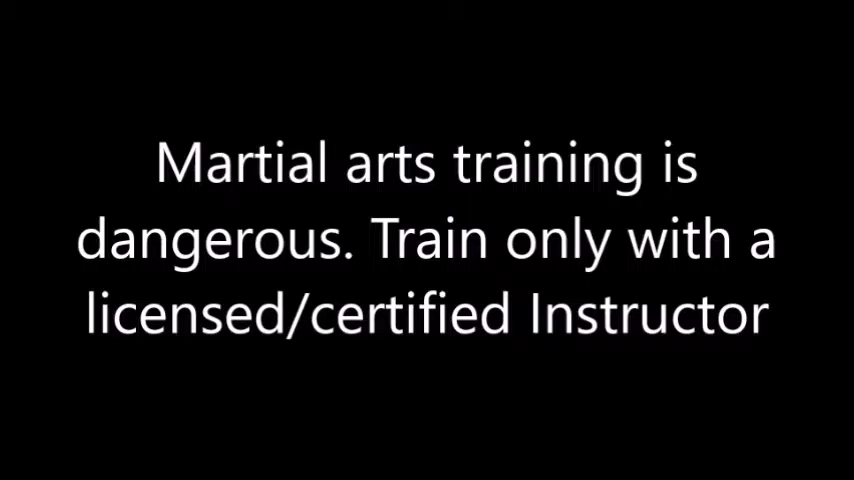 Martial arts training is
dangerous. Train only with a
licensed/certified Instructor